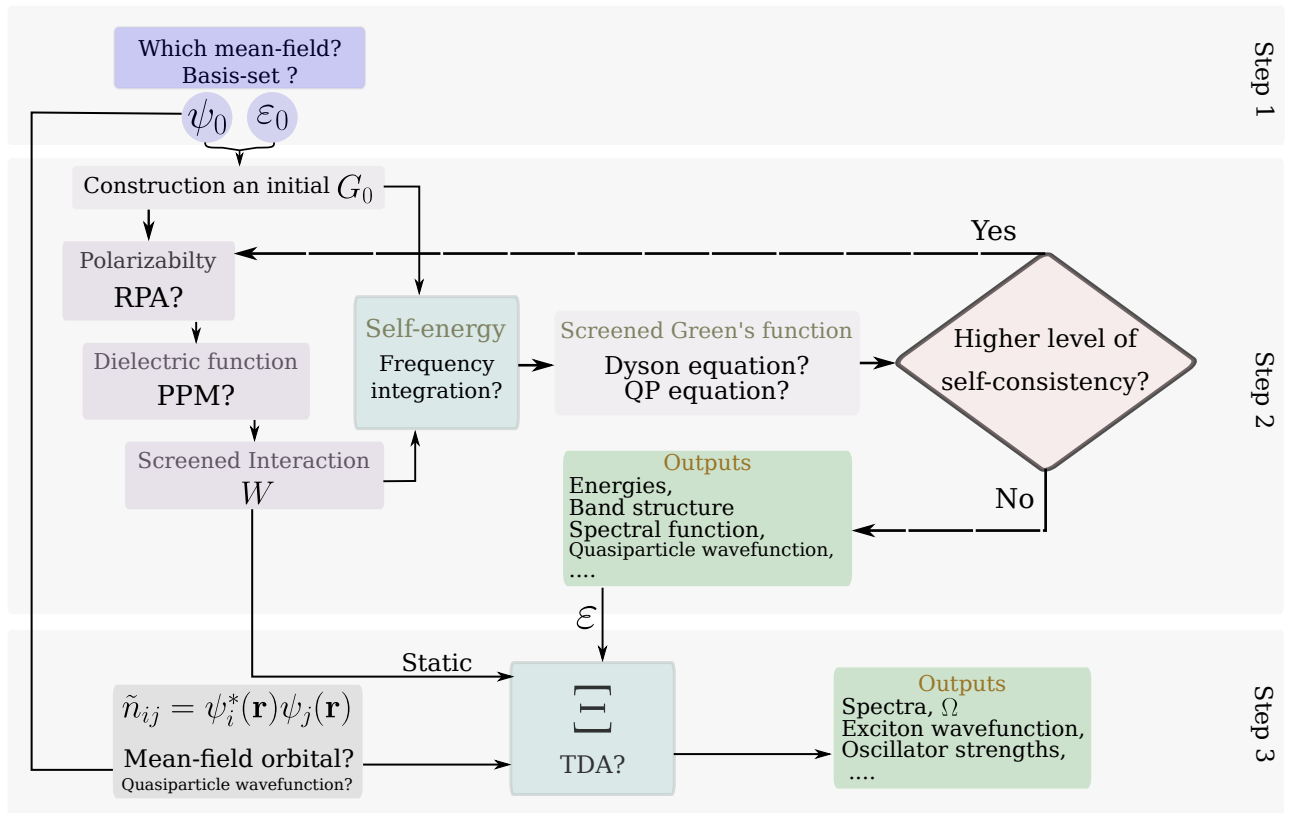 Which mean-field?
Basis-set ?
ψ₀ ε₀
Step 1
Construction an initial G₀
Polarizabilty
RPA?
Dielectric function
PPM?
Screened Interaction
W
Self-energy
Frequency
integration?
Screened Green's function
Dyson equation?
QP equation?
Yes
Higher level of
self-consistency?
No
Outputs
Energies,
Band structure
Spectral function,
Quasiparticle wavefunction,
....
Step 2
ε
Static
ñᵢⱼ = ψᵢ*(r)ψⱼ(r)
Mean-field orbital?
Quasiparticle wavefunction?
Ξ
TDA?
Outputs
Spectra, Ω
Exciton wavefunction,
Oscillator strengths,
....
Step 3